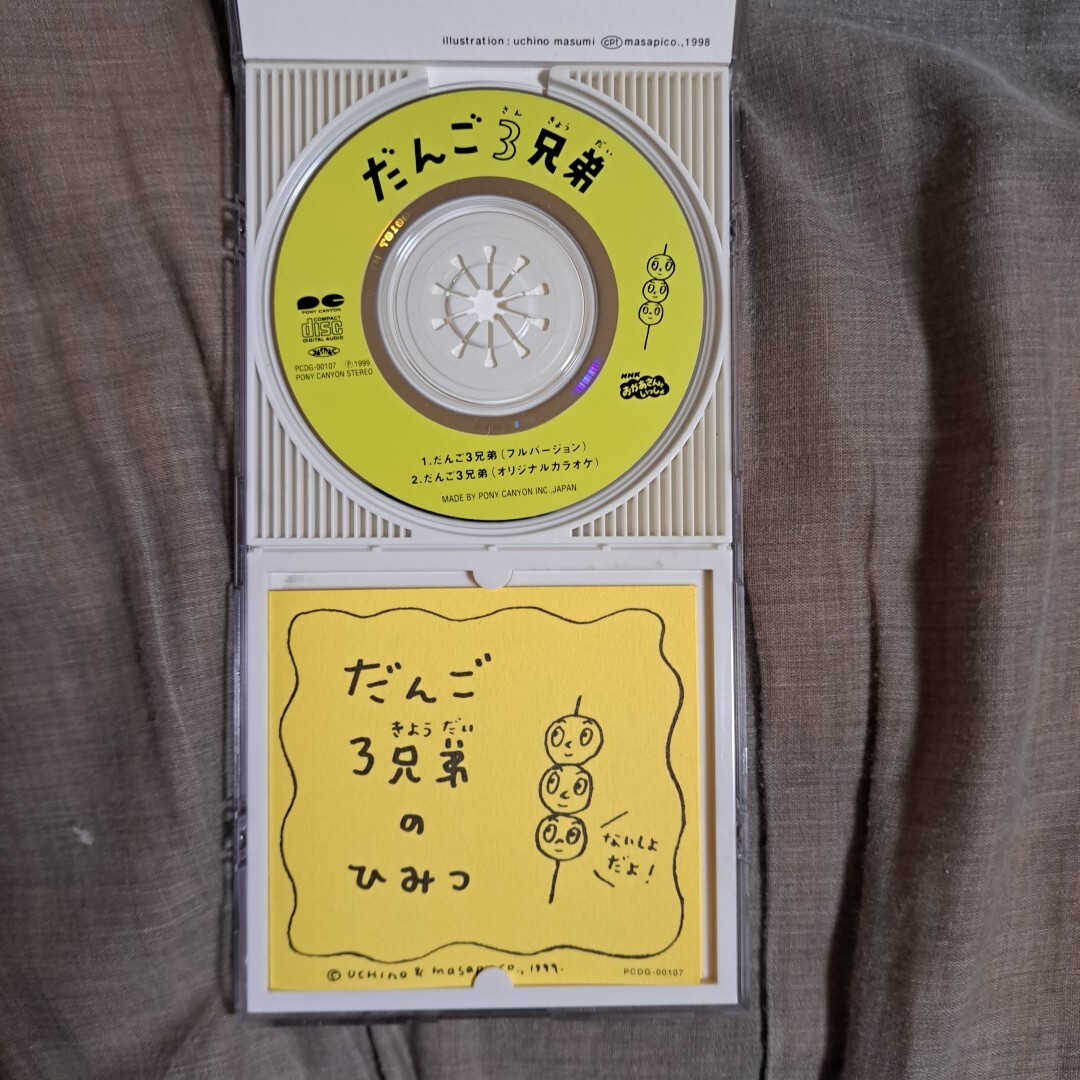 illustration : uchino masumi cpt masapico.,1998
さん きょう だい
だんご3兄弟
PONY CANYON
COMPACT
disc
DIGITAL AUDIO
JASRAC
PCDG-00107 Ⓟ1999
PONY CANYON STEREO
NHK
おかあさんと
いっしょ
1.だんご3兄弟(フルバージョン)
2.だんご3兄弟(オリジナルカラオケ)
MADE BY PONY CANYON INC.,JAPAN
だんご
きょう だい
3兄弟
の
ひみつ
ないしょ
だよ!
© UCHINO & masapico., 1999.
PCDG-00107